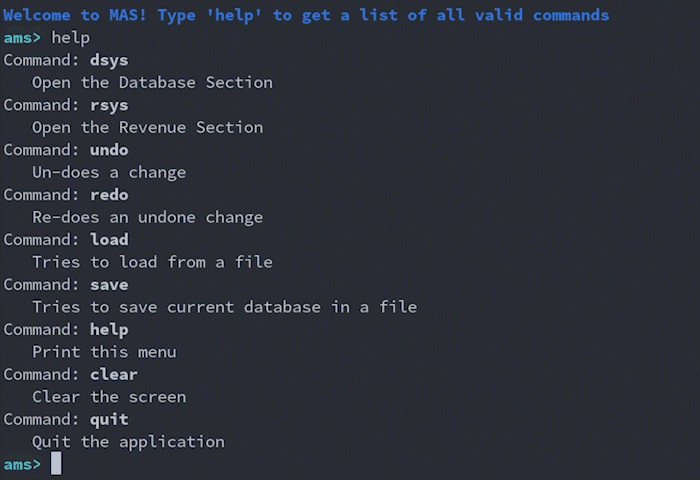 Welcome to MAS! Type 'help' to get a list of all valid commands
ams> help
Command: dsys
Open the Database Section
Command: rsys
Open the Revenue Section
Command: undo
Un-does a change
Command: redo
Re-does an undone change
Command: load
Tries to load from a file
Command: save
Tries to save current database in a file
Command: help
Print this menu
Command: clear
Clear the screen
Command: quit
Quit the application
ams>